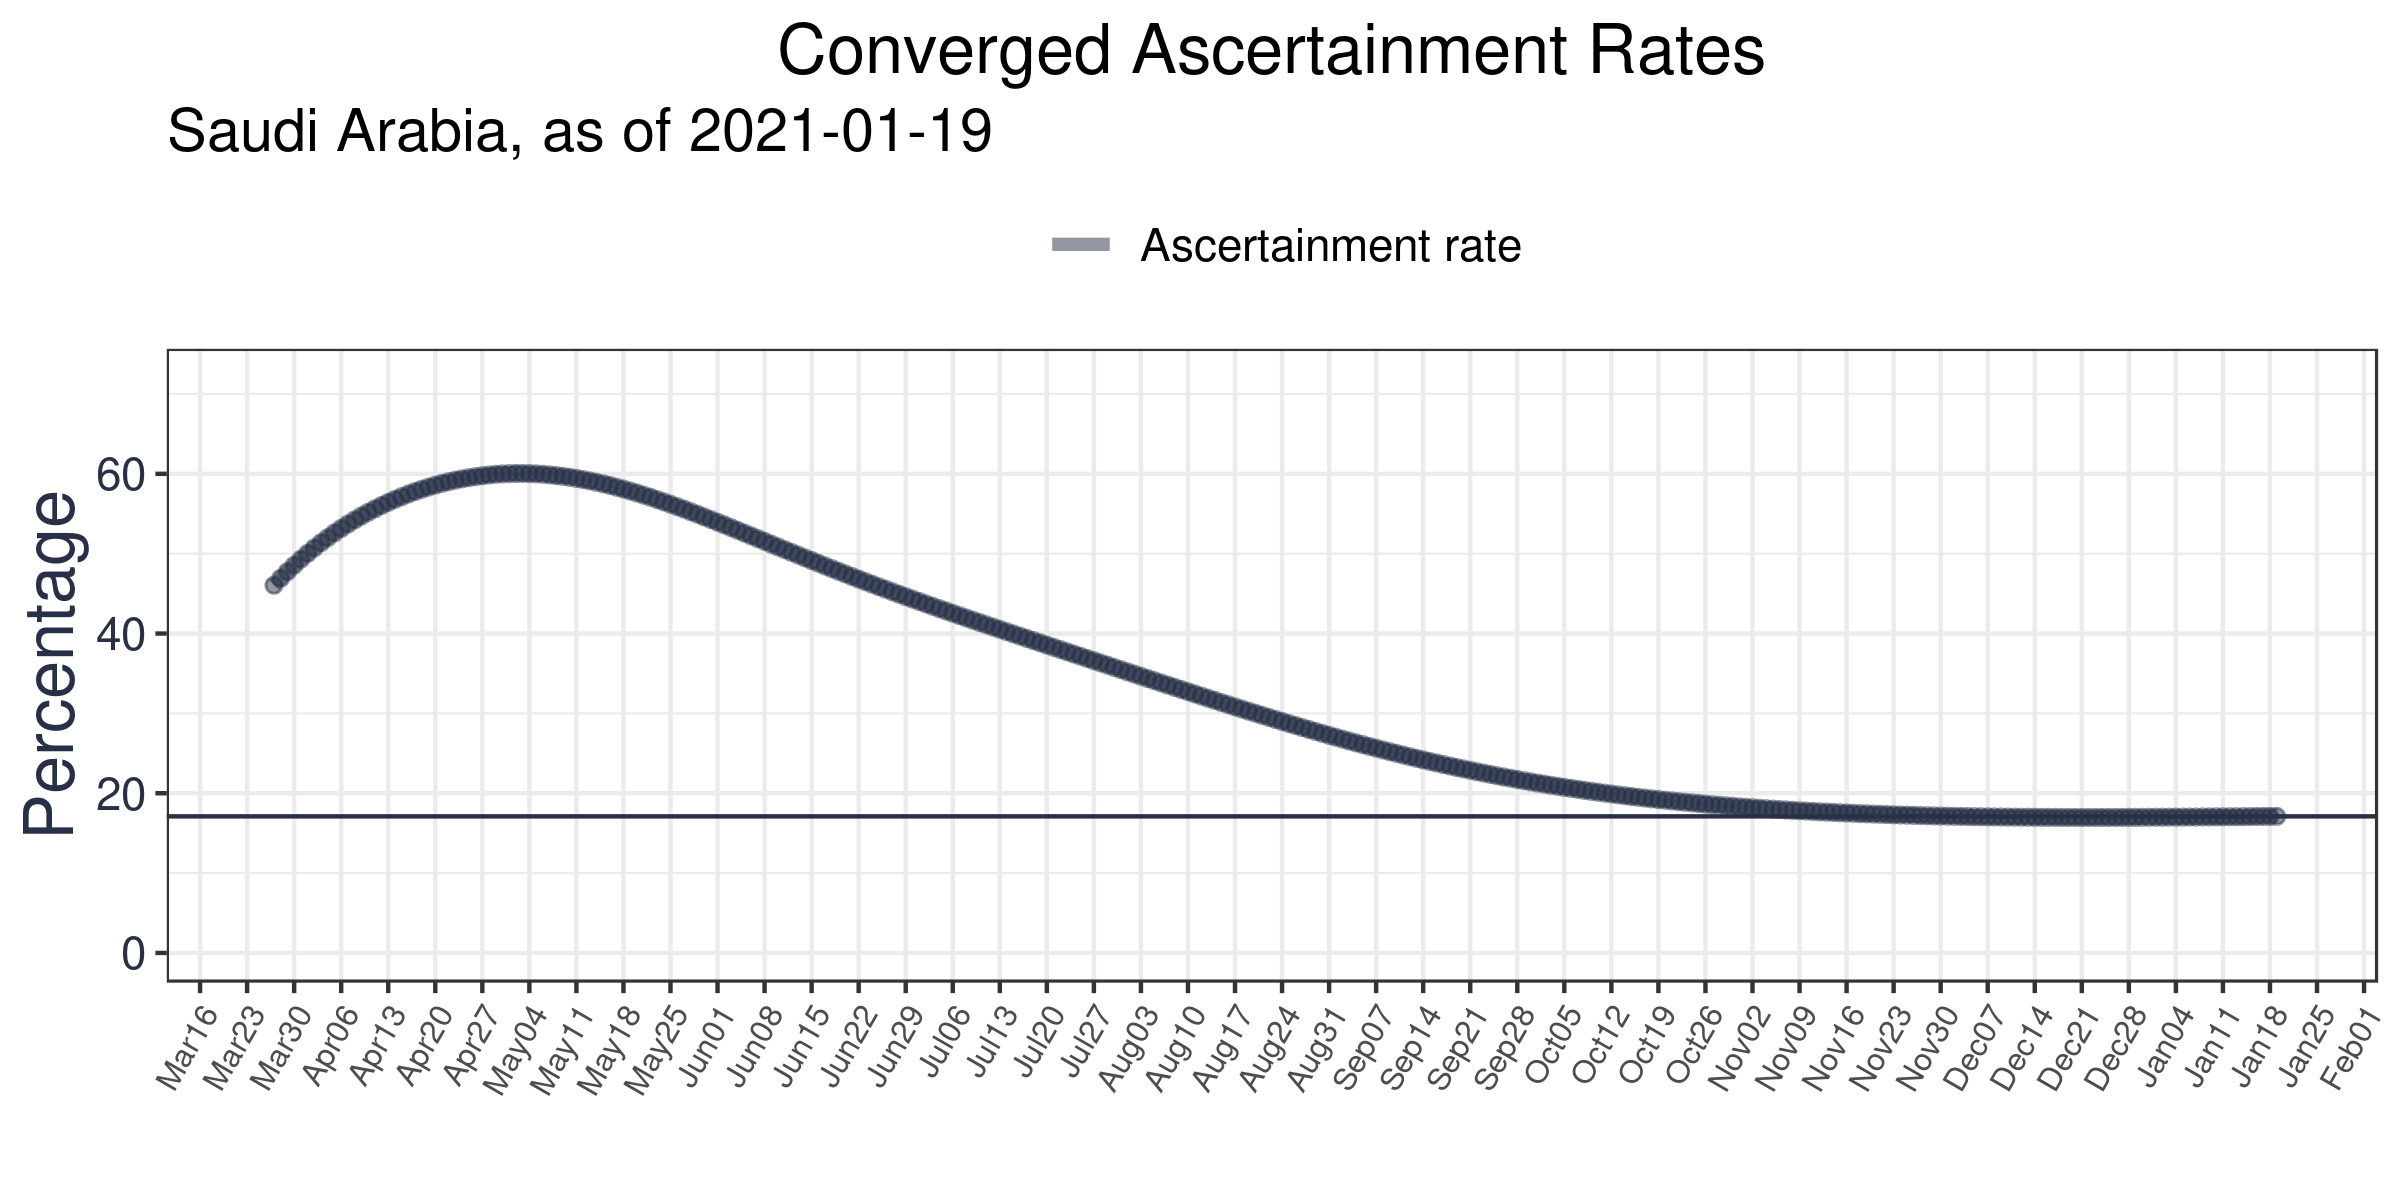 Converged Ascertainment Rates
Saudi Arabia, as of 2021-01-19
Ascertainment rate
Percentage
60
40
20
0
Mar16 Mar23 Mar30 Apr06 Apr13 Apr20 Apr27 May04 May11 May18 May25 Jun01 Jun08 Jun15 Jun22 Jun29 Jul06 Jul13 Jul20 Jul27 Aug03 Aug10 Aug17 Aug24 Aug31 Sep07 Sep14 Sep21 Sep28 Oct05 Oct12 Oct19 Oct26 Nov02 Nov09 Nov16 Nov23 Nov30 Dec07 Dec14 Dec21 Dec28 Jan04 Jan11 Jan18 Jan25 Feb01